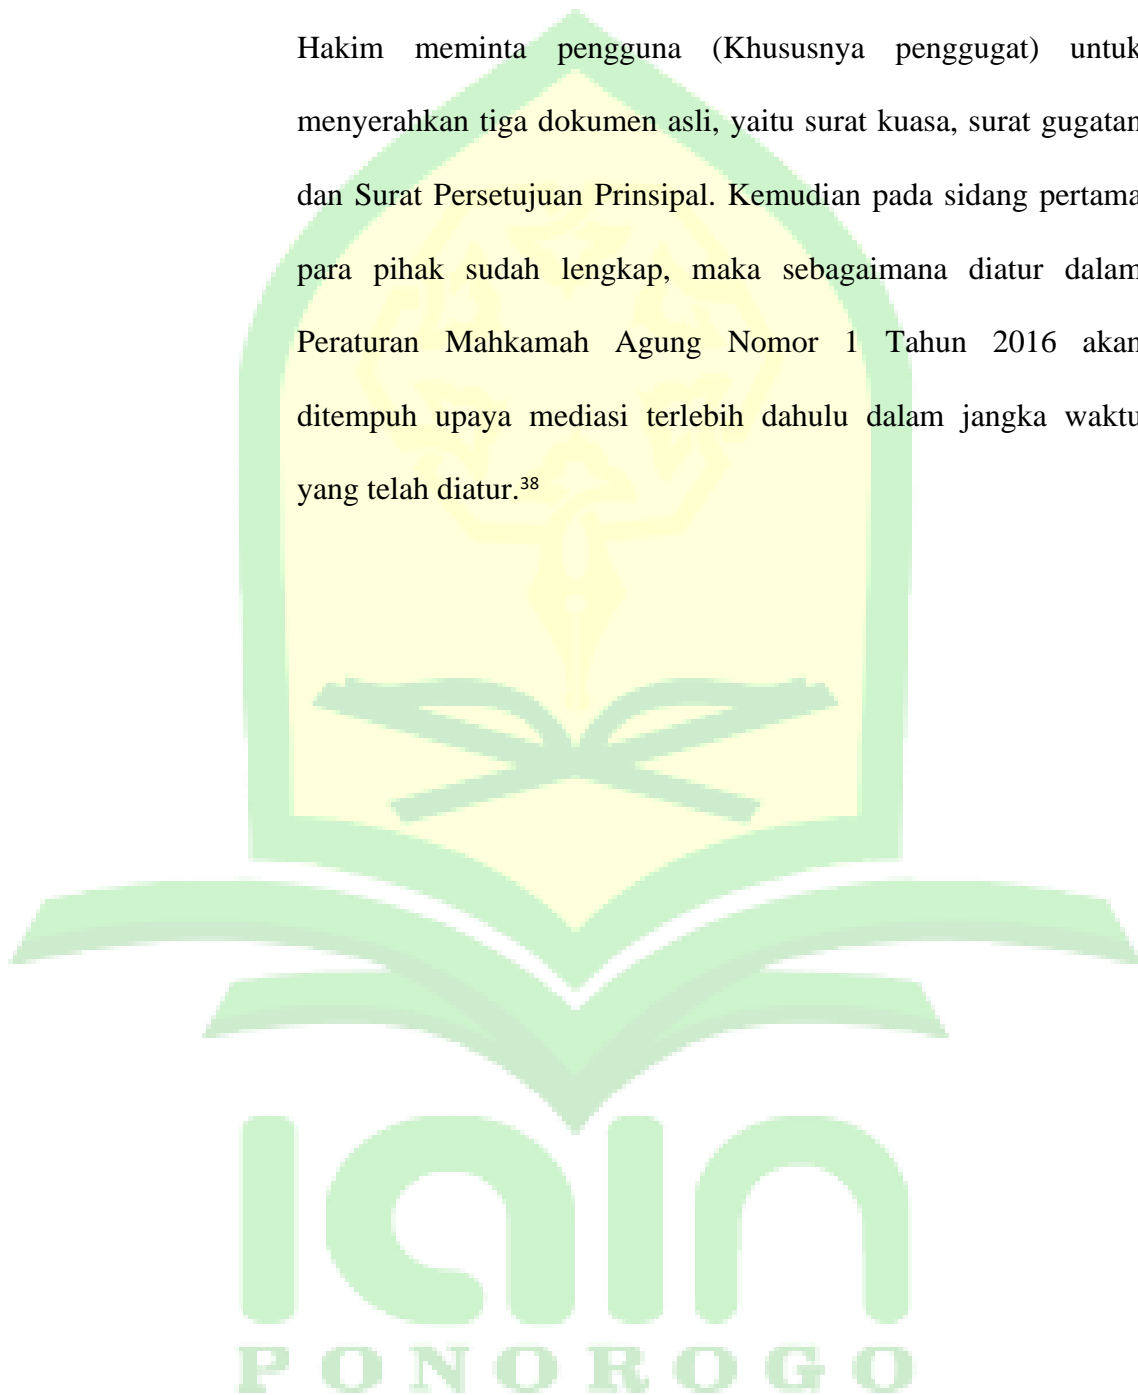 Hakim meminta pengguna (Khususnya penggugat) untuk
menyerahkan tiga dokumen asli, yaitu surat kuasa, surat gugatan
dan Surat Persetujuan Prinsipal. Kemudian pada sidang pertama
para pihak sudah lengkap, maka sebagaimana diatur dalam
Peraturan Mahkamah Agung Nomor 1 Tahun 2016 akan
ditempuh upaya mediasi terlebih dahulu dalam jangka waktu
yang telah diatur.³⁸
iain
PONOROGO